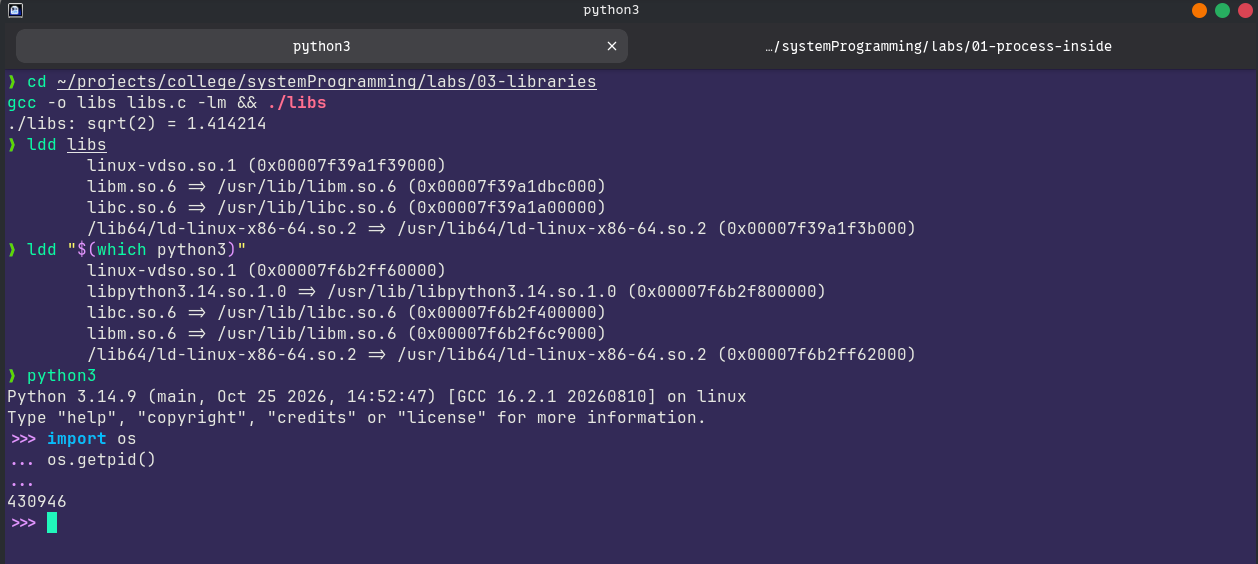 python3
python3 ×
…/systemProgramming/labs/01-process-inside
❯ cd ~/projects/college/systemProgramming/labs/03-libraries
gcc -o libs libs.c -lm && ./libs
./libs: sqrt(2) = 1.414214
❯ ldd libs
linux-vdso.so.1 (0x00007f39a1f39000)
libm.so.6 => /usr/lib/libm.so.6 (0x00007f39a1dbc000)
libc.so.6 => /usr/lib/libc.so.6 (0x00007f39a1a00000)
/lib64/ld-linux-x86-64.so.2 => /usr/lib64/ld-linux-x86-64.so.2 (0x00007f39a1f3b000)
❯ ldd "$(which python3)"
linux-vdso.so.1 (0x00007f6b2ff60000)
libpython3.14.so.1.0 => /usr/lib/libpython3.14.so.1.0 (0x00007f6b2f800000)
libc.so.6 => /usr/lib/libc.so.6 (0x00007f6b2f400000)
libm.so.6 => /usr/lib/libm.so.6 (0x00007f6b2f6c9000)
/lib64/ld-linux-x86-64.so.2 => /usr/lib64/ld-linux-x86-64.so.2 (0x00007f6b2ff62000)
❯ python3
Python 3.14.9 (main, Oct 25 2026, 14:52:47) [GCC 16.2.1 20260810] on linux
Type "help", "copyright", "credits" or "license" for more information.
>>> import os
... os.getpid()
...
430946
>>>